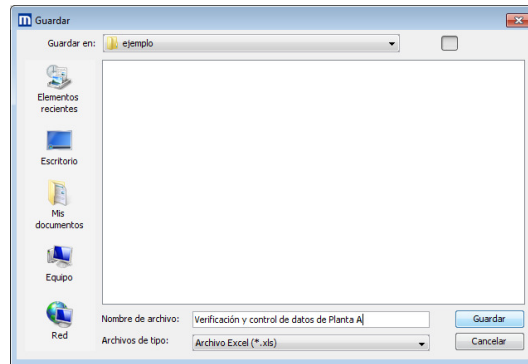 m Guardar
Guardar en: ejemplo
Elementos
recientes
Escritorio
Mis
documentos
Equipo
Red
Nombre de archivo: Verificación y control de datos de Planta A
Guardar
Archivos de tipo: Archivo Excel (*.xls)
Cancelar